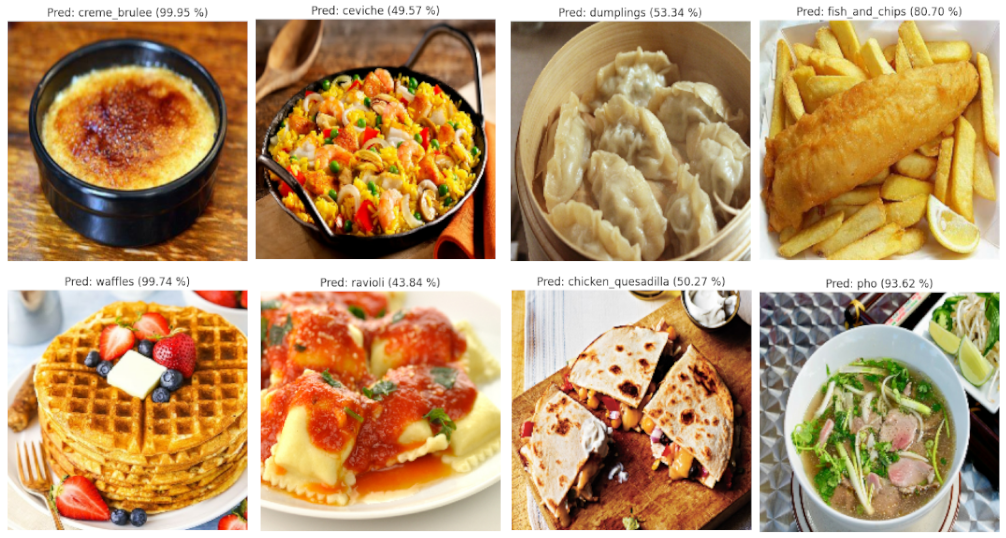 Pred: creme_brulee (99.95 %)
Pred: ceviche (49.57 %)
Pred: dumplings (53.34 %)
Pred: fish_and_chips (80.70 %)
Pred: waffles (99.74 %)
Pred: ravioli (43.84 %)
Pred: chicken_quesadilla (50.27 %)
Pred: pho (93.62 %)